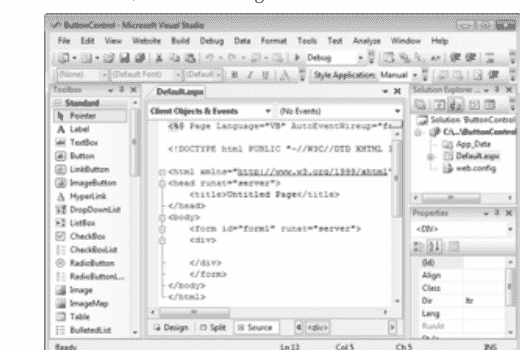 ButtonControl - Microsoft Visual Studio
File Edit View Website Build Debug Data Format Tools Test Analyze Window Help
Debug
(None) (Default Font) (Default B I U A Style Application: Manual
Toolbox
Standard
Pointer
Label
TextBox
Button
LinkButton
ImageButton
HyperLink
DropDownList
ListBox
CheckBox
CheckBoxList
RadioButton
RadioButtonL...
Image
ImageMap
Table
BulletedList
Default.aspx
Client Objects & Events (No Events)
<%@ Page Language="VB" AutoEventWireup="fa
<!DOCTYPE html PUBLIC "-//W3C//DTD XHTML
<html xmlns="http://www.w3.org/1999/xhtml"
<head runat="server">
<title>Untitled Page</title>
</head>
<body>
<form id="form1" runat="server">
<div>
</div>
</form>
</body>
</html>
Design Split Source <div>
Solution Explorer ...
Solution 'ButtonControl
C:\...\ButtonControl
App_Data
Default.aspx
web.config
Properties
<DIV>
(Id)
Align
Class
Dir ltr
Lang
RunAt
Style
Ready Ln 13 Col 5 Ch 5 INS